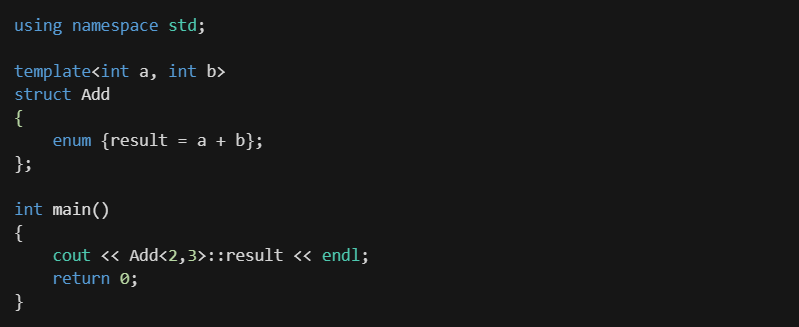 using namespace std;
template<int a, int b>
struct Add
{
    enum {result = a + b};
};
int main()
{
    cout << Add<2,3>::result << endl;
    return 0;
}